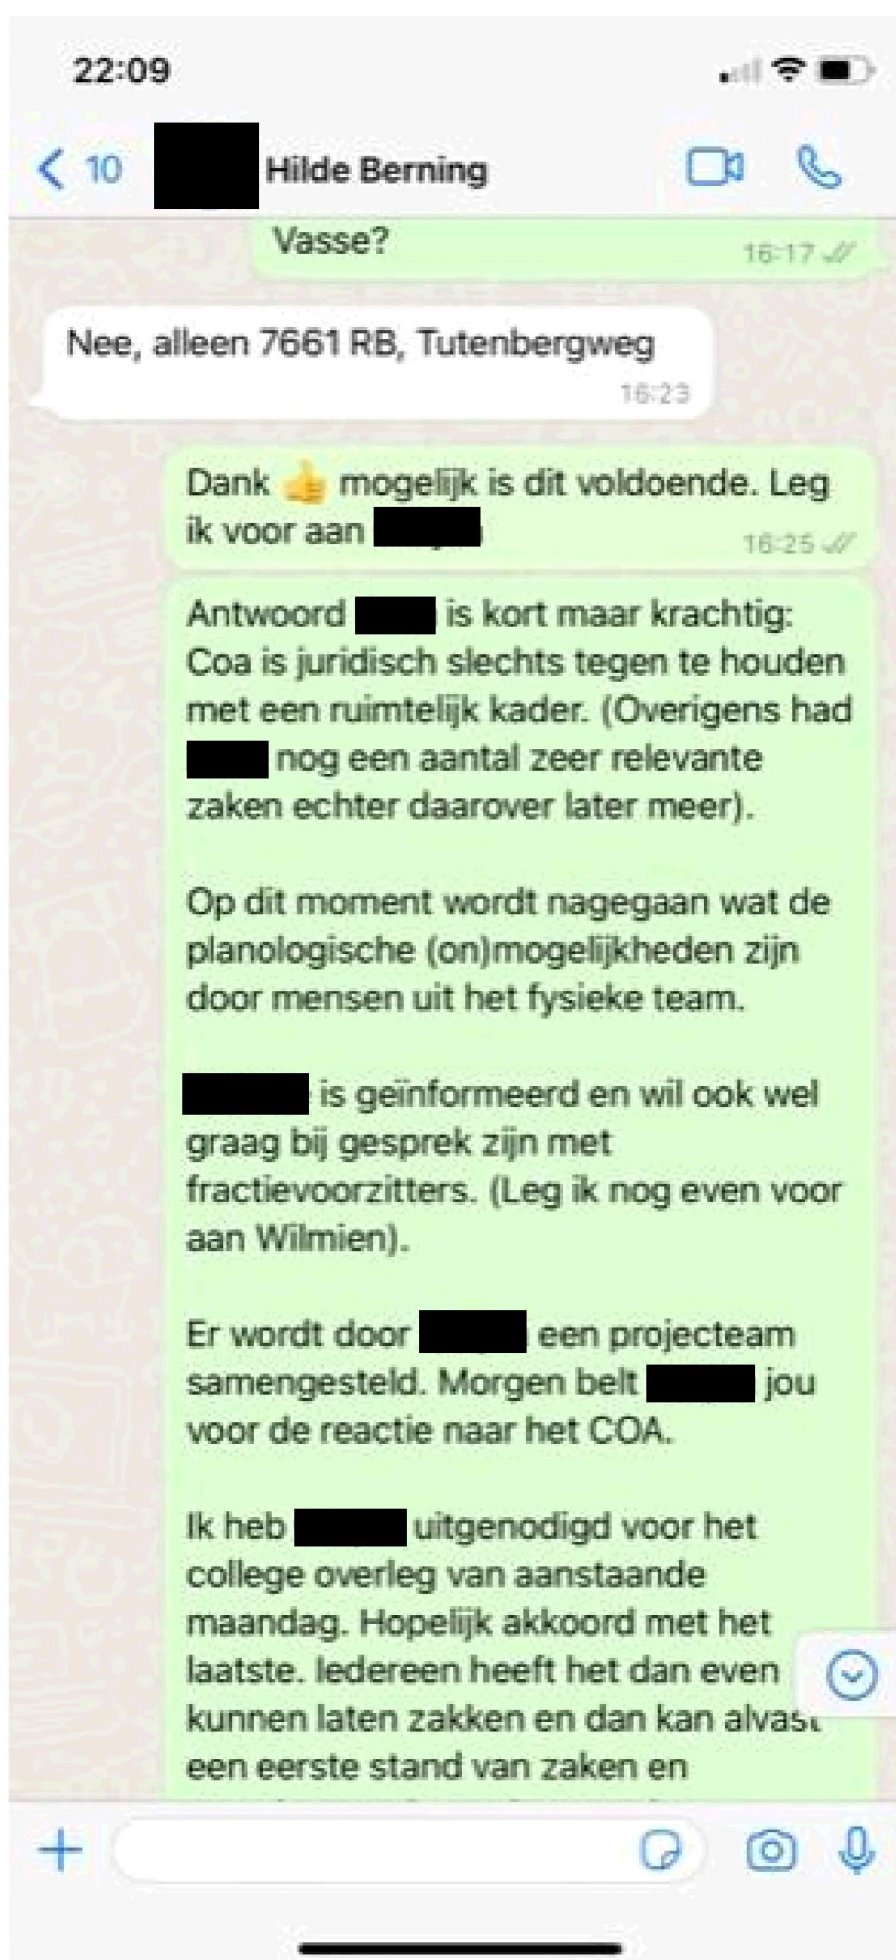 22:09
10 Hilde Berning
Vasse?
16:17
Nee, alleen 7661 RB, Tutenbergweg
16:23
Dank 👍 mogelijk is dit voldoende. Leg
ik voor aan
16:25
Antwoord is kort maar krachtig:
Coa is juridisch slechts tegen te houden
met een ruimtelijk kader. (Overigens had
nog een aantal zeer relevante
zaken echter daarover later meer).
Op dit moment wordt nagegaan wat de
planologische (on)mogelijkheden zijn
door mensen uit het fysieke team.
is geïnformeerd en wil ook wel
graag bij gesprek zijn met
fractievoorzitters. (Leg ik nog even voor
aan Wilmien).
Er wordt door een projecteam
samengesteld. Morgen belt jou
voor de reactie naar het COA.
Ik heb uitgenodigd voor het
college overleg van aanstaande
maandag. Hopelijk akkoord met het
laatste. Iedereen heeft het dan even
kunnen laten zakken en dan kan alvast
een eerste stand van zaken en